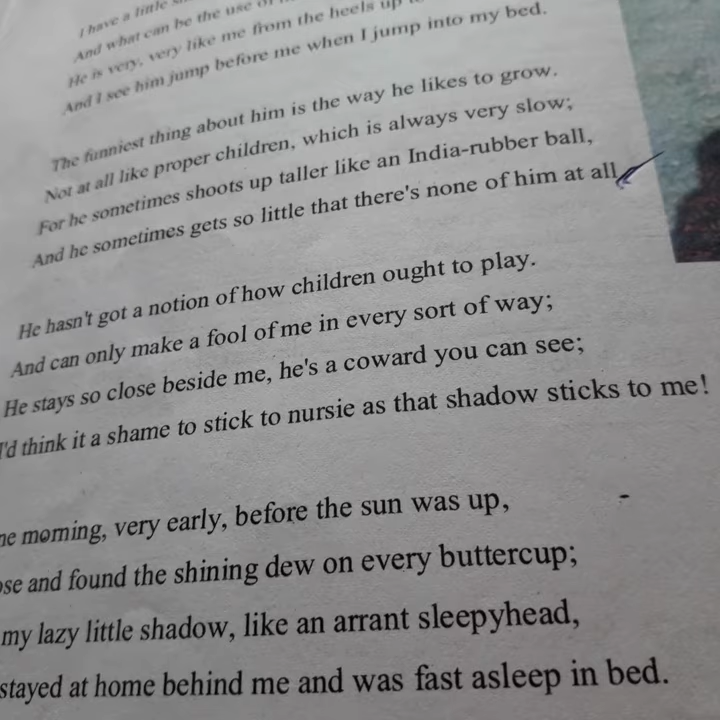 I have a little
And what can be the use of
He is very, very like me from the heels up
And I see him jump before me when I jump into my bed.
The funniest thing about him is the way he likes to grow.
Not at all like proper children, which is always very slow;
For he sometimes shoots up taller like an India-rubber ball,
And he sometimes gets so little that there's none of him at all
He hasn't got a notion of how children ought to play.
And can only make a fool of me in every sort of way;
He stays so close beside me, he's a coward you can see;
I'd think it a shame to stick to nursie as that shadow sticks to me!
ne morning, very early, before the sun was up,
ose and found the shining dew on every buttercup;
my lazy little shadow, like an arrant sleepyhead,
stayed at home behind me and was fast asleep in bed.